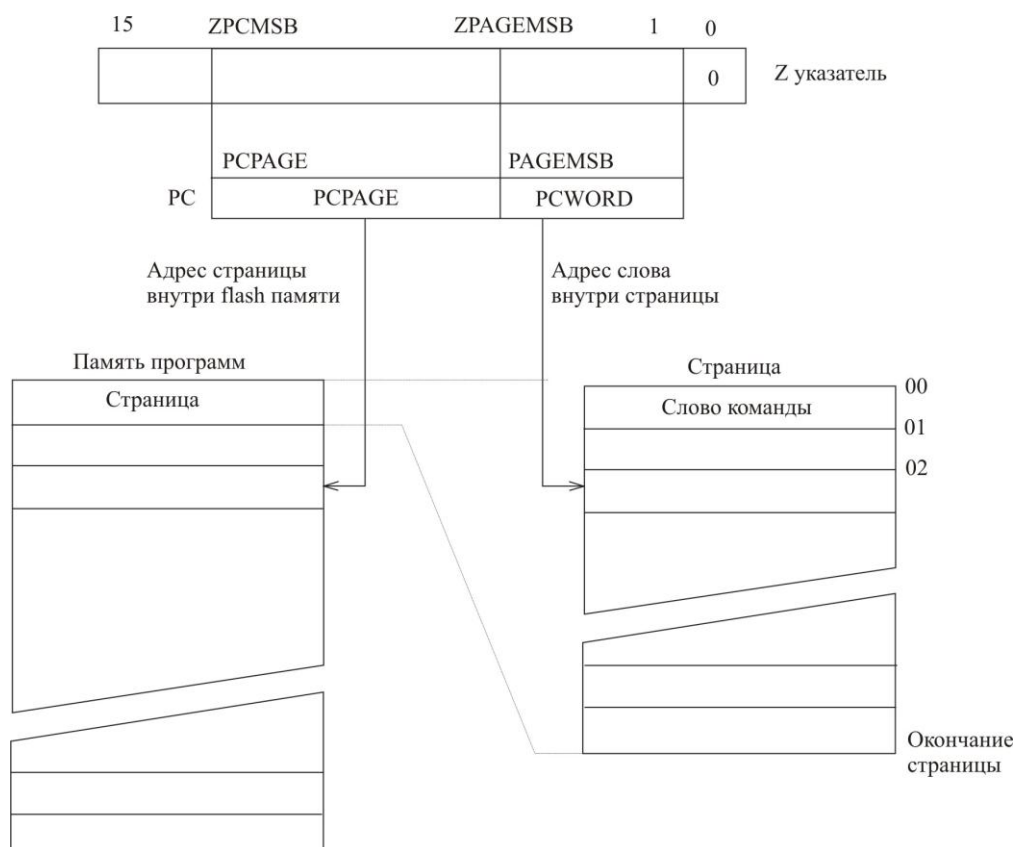 15 ZPCMSB ZPAGEMSB 1 0
0 Z указатель
PCPAGE PAGEMSB
PC PCPAGE PCWORD
Адрес страницы
внутри flash памяти
Адрес слова
внутри страницы
Память программ
Страница
Страница
00
Слово команды
01
02
Окончание
страницы